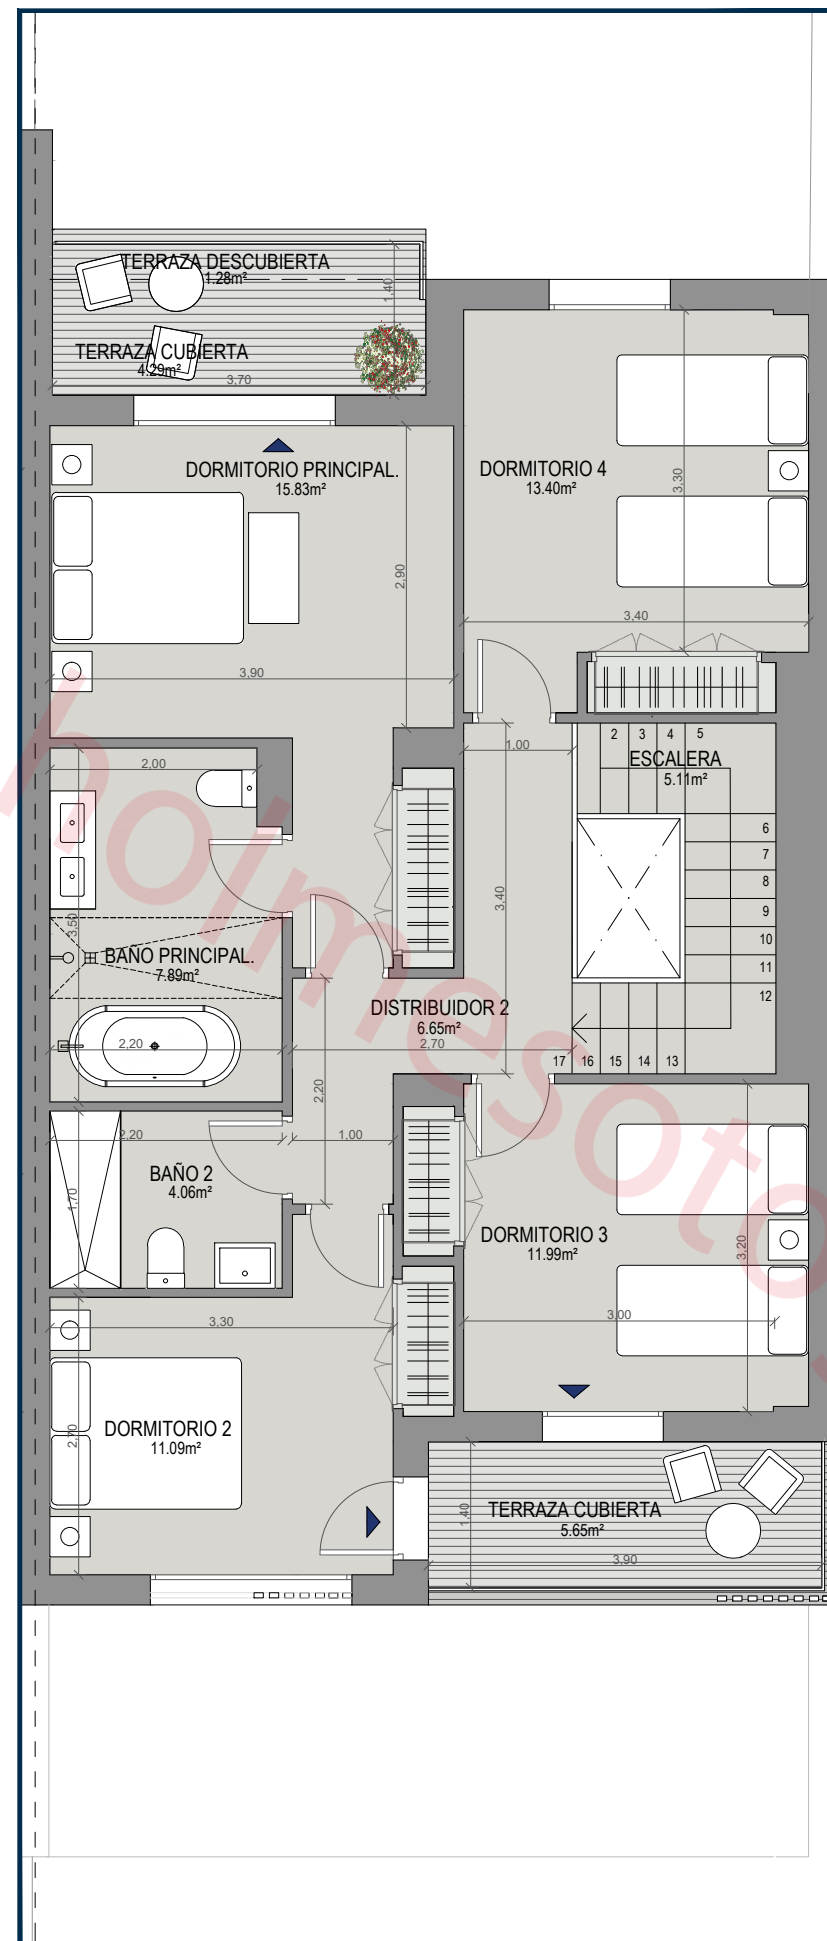 TERRAZA DESCUBIERTA
1.28m²
1,40
TERRAZA CUBIERTA
4.29m²
3,70
DORMITORIO PRINCIPAL.
15.83m²
2,90
3,90
DORMITORIO 4
13.40m²
3,30
3,40
2,00
3,50
BAÑO PRINCIPAL.
7.89m²
2,20
1,00
2 3 4 5
ESCALERA
5.11m²
6
7
8
9
10
11
12
17 16 15 14 13
3,40
DISTRIBUIDOR 2
6.65m²
2,70
2,20
1,00
2,20
BAÑO 2
4.06m²
1,70
DORMITORIO 3
11.99m²
3,20
3,00
3,30
DORMITORIO 2
11.09m²
2,70
TERRAZA CUBIERTA
5.65m²
1,40
3,90
holmesoto